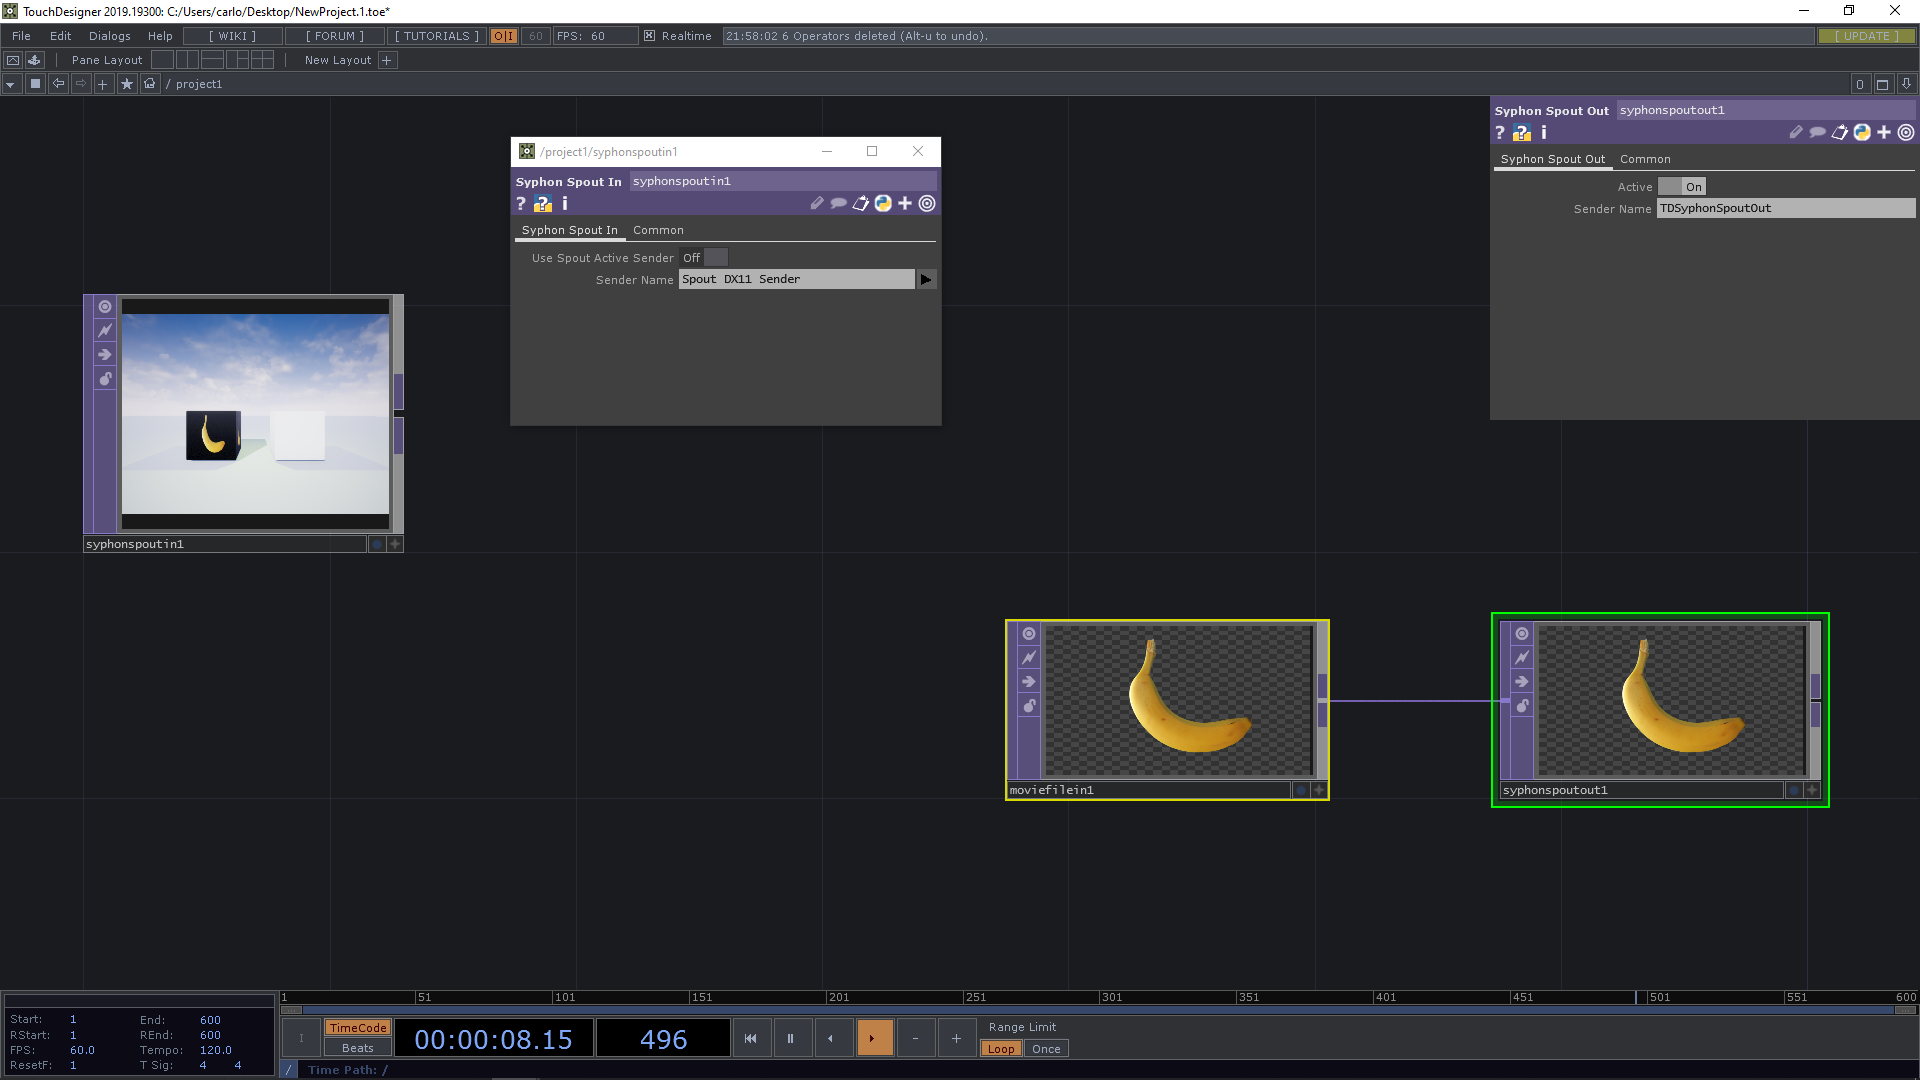 TouchDesigner 2019.19300: C:/Users/carlo/Desktop/NewProject.1.toe*
File Edit Dialogs Help [ WIKI ] [ FORUM ] [ TUTORIALS ] O|I 60 FPS: 60 Realtime 21:58:02 6 Operators deleted (Alt-u to undo). [ UPDATE ]
Pane Layout New Layout +
/ project1 0
Syphon Spout Out syphonspoutout1
? ? i
Syphon Spout Out Common
Active On
Sender Name TDSyphonSpoutOut
/project1/syphonspoutin1
Syphon Spout In syphonspoutin1
? ? i
Syphon Spout In Common
Use Spout Active Sender Off
Sender Name Spout DX11 Sender
syphonspoutin1
moviefilein1
syphonspoutout1
1 51 101 151 201 251 301 351 401 451 501 551 600
Start: 1 End: 600
RStart: 1 REnd: 600
FPS: 60.0 Tempo: 120.0
ResetF: 1 T Sig: 4 4
I TimeCode 00:00:08.15 496 - + Range Limit
Beats Loop Once
/ Time Path: /